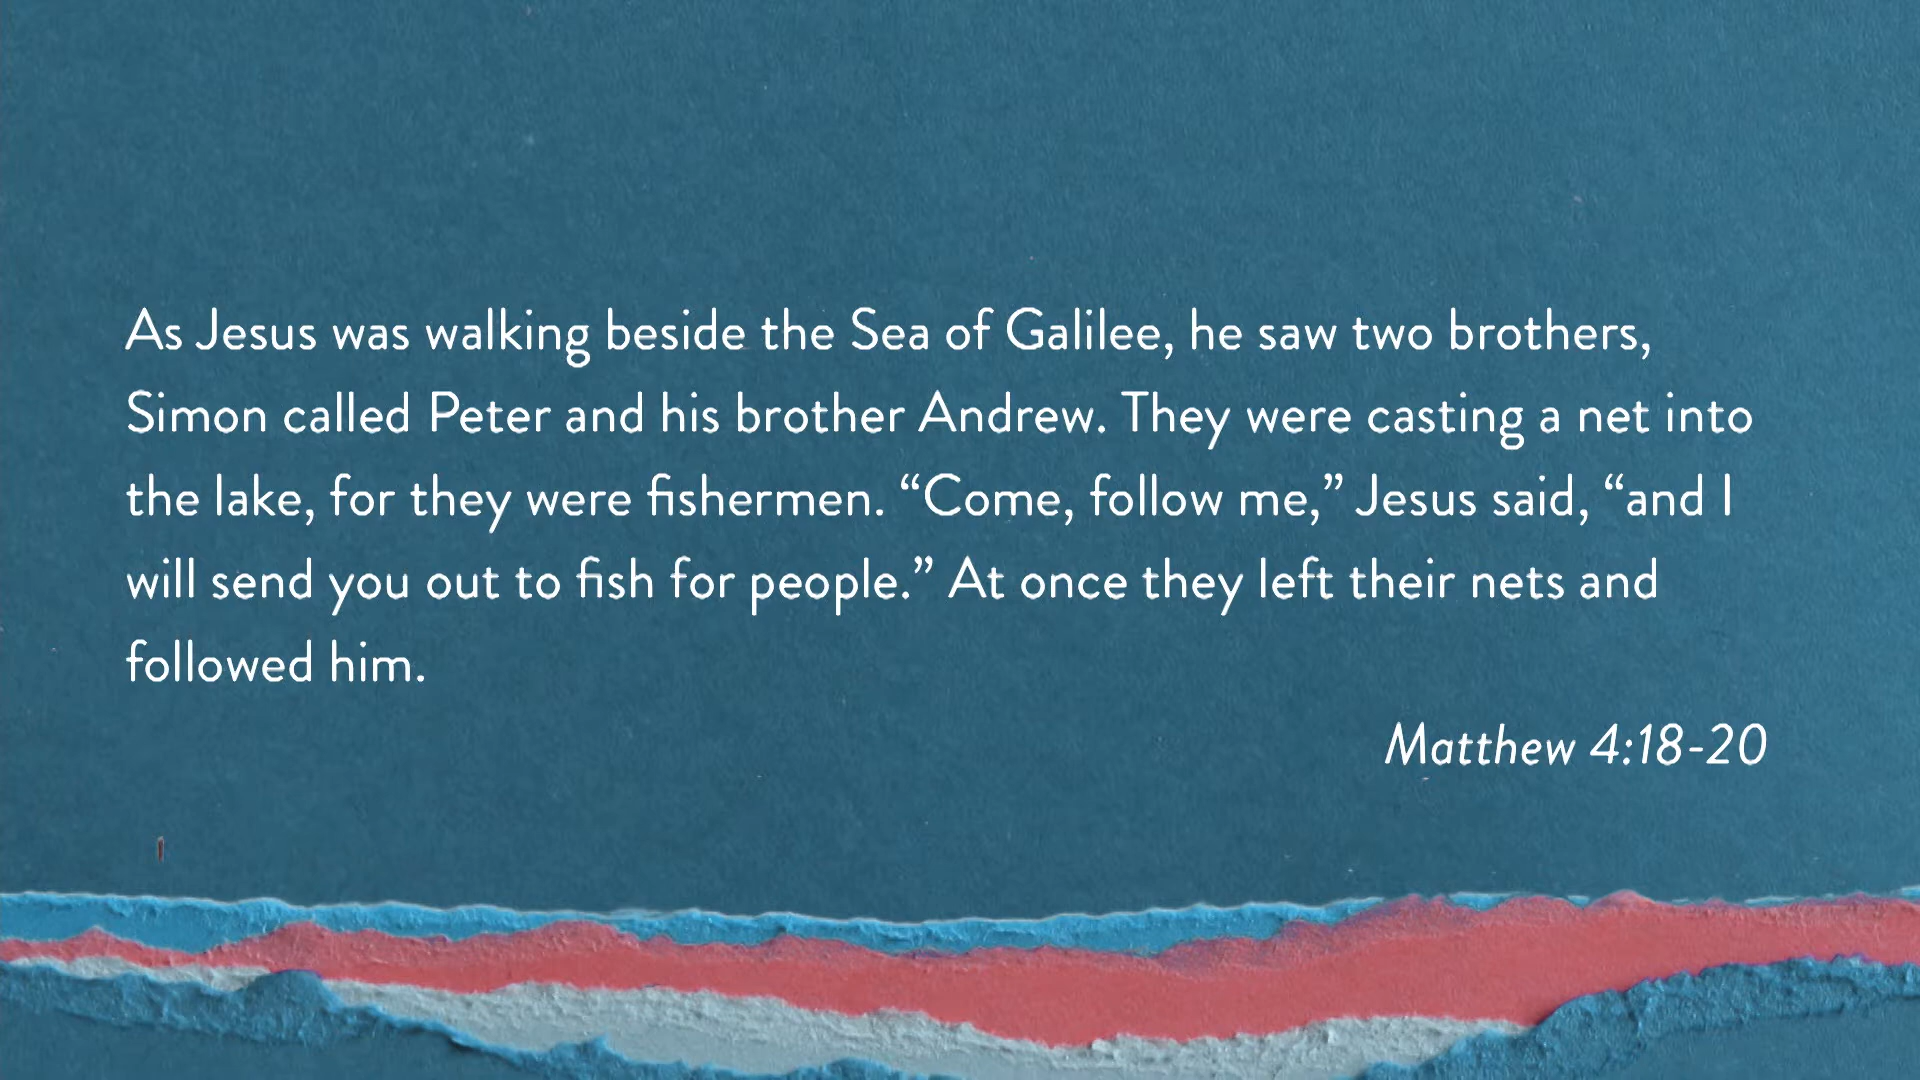 As Jesus was walking beside the Sea of Galilee, he saw two brothers,
Simon called Peter and his brother Andrew. They were casting a net into
the lake, for they were fishermen. “Come, follow me,” Jesus said, “and I
will send you out to fish for people.” At once they left their nets and
followed him.
Matthew 4:18-20